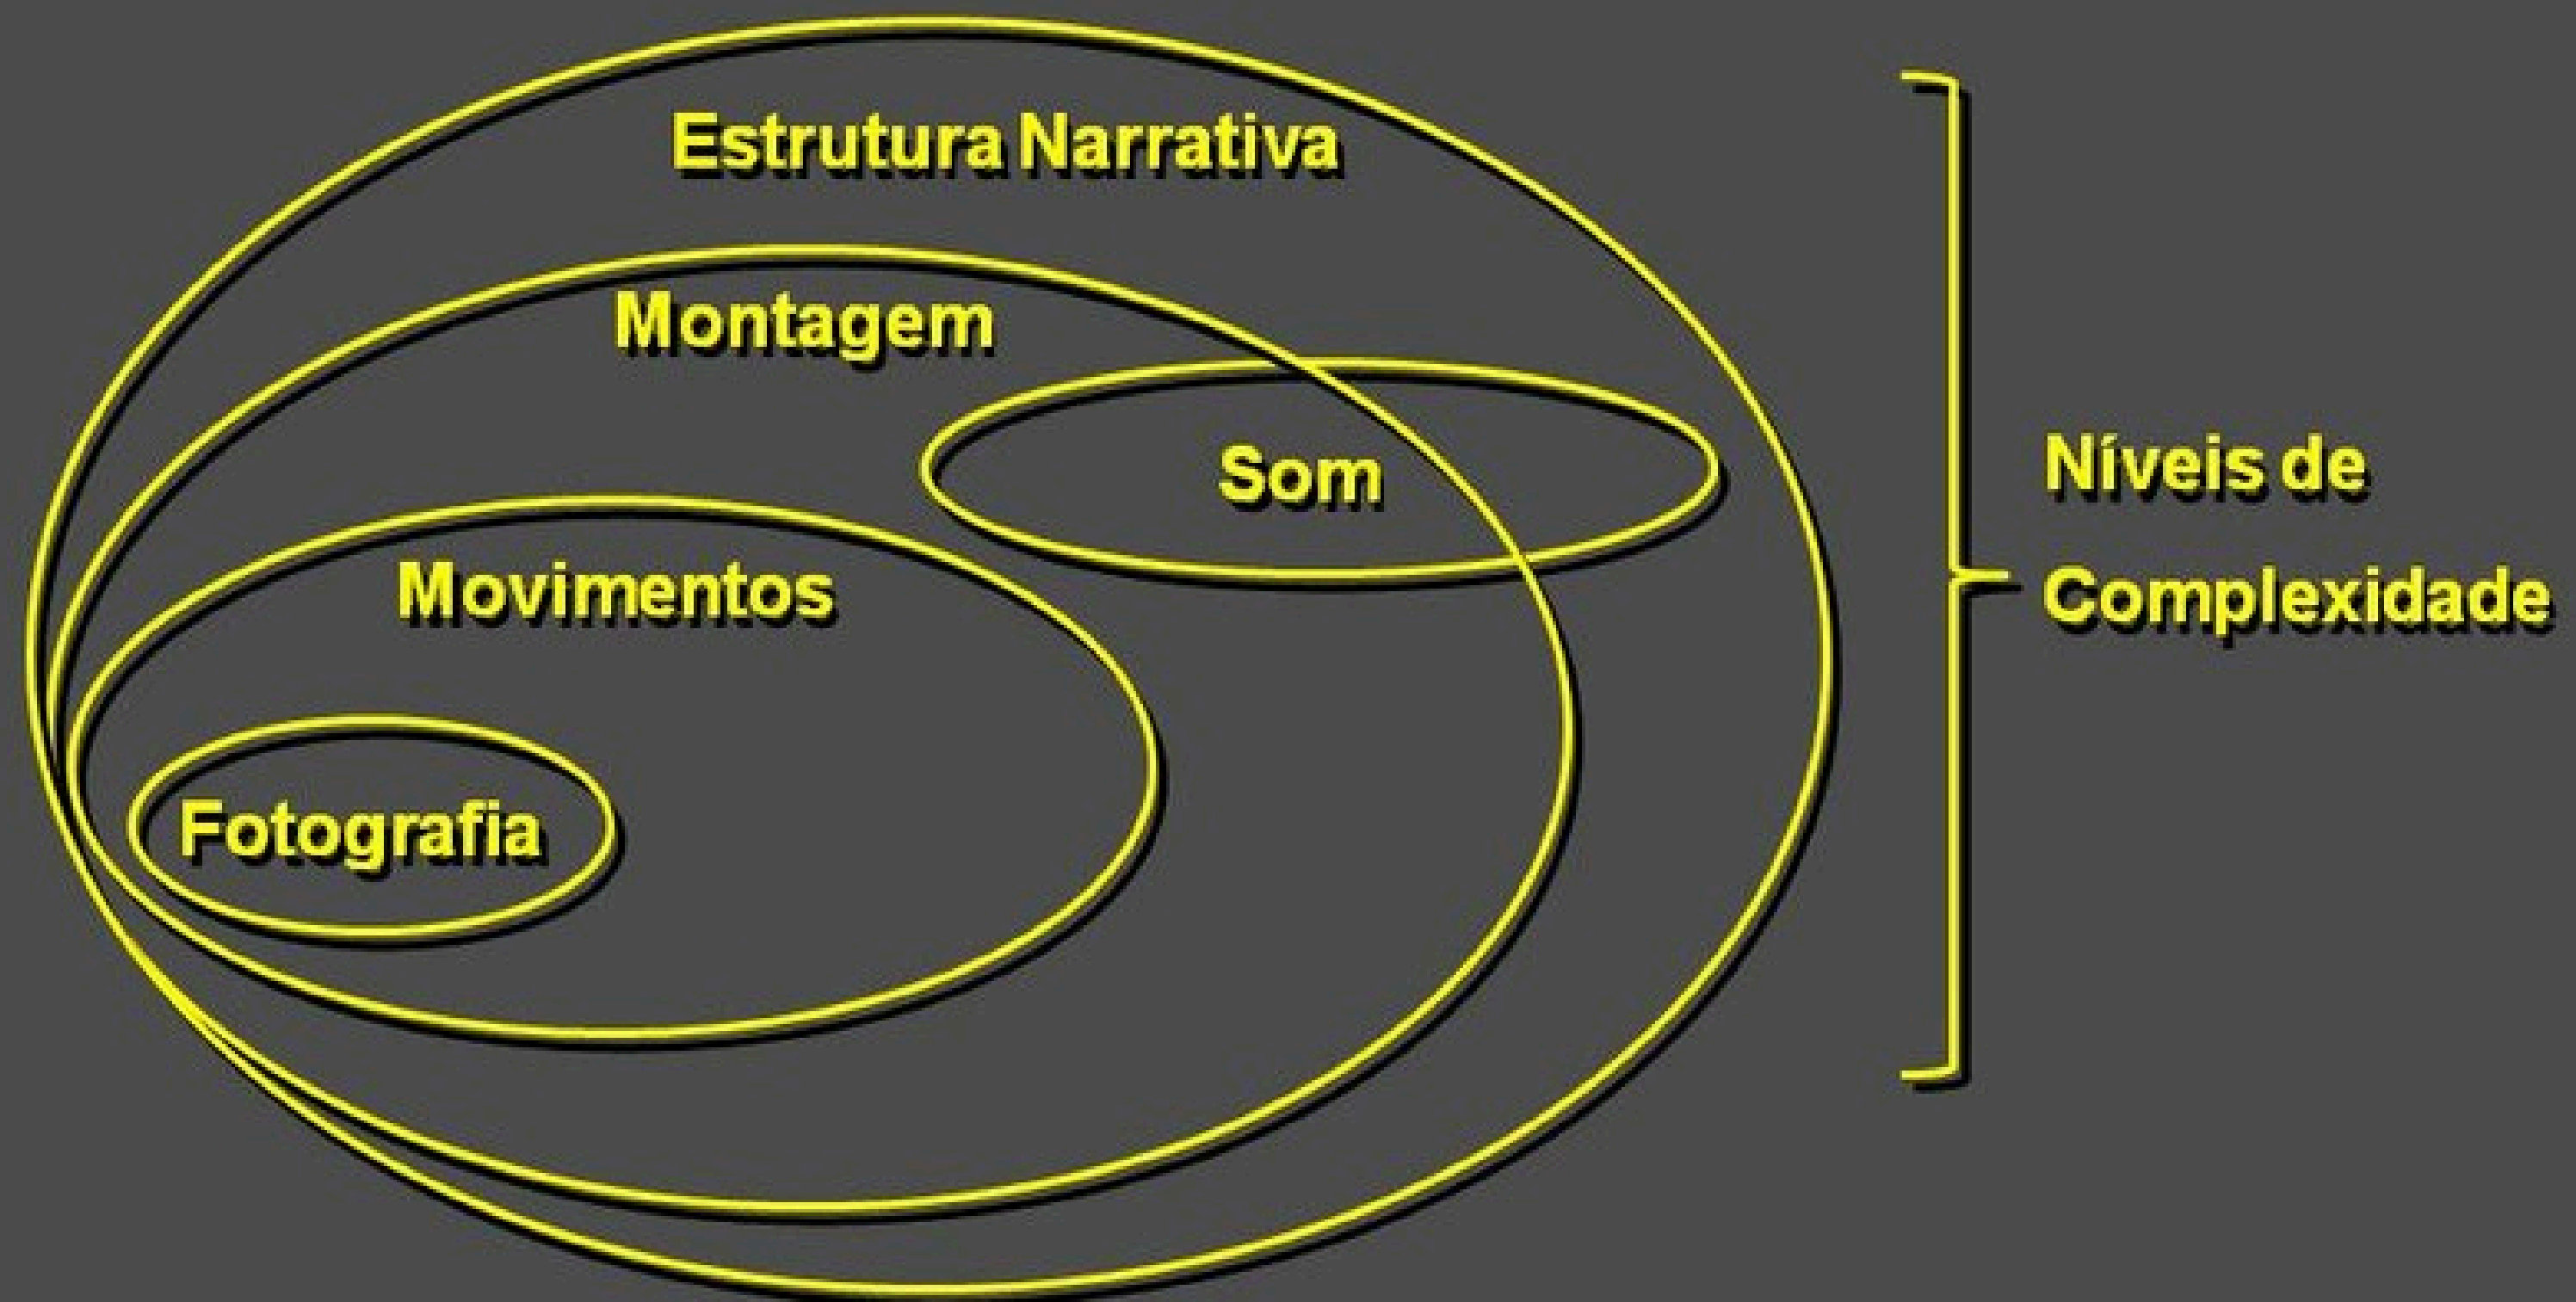 Estrutura Narrativa
Montagem
Som
Movimentos
Fotografia
Níveis de
Complexidade